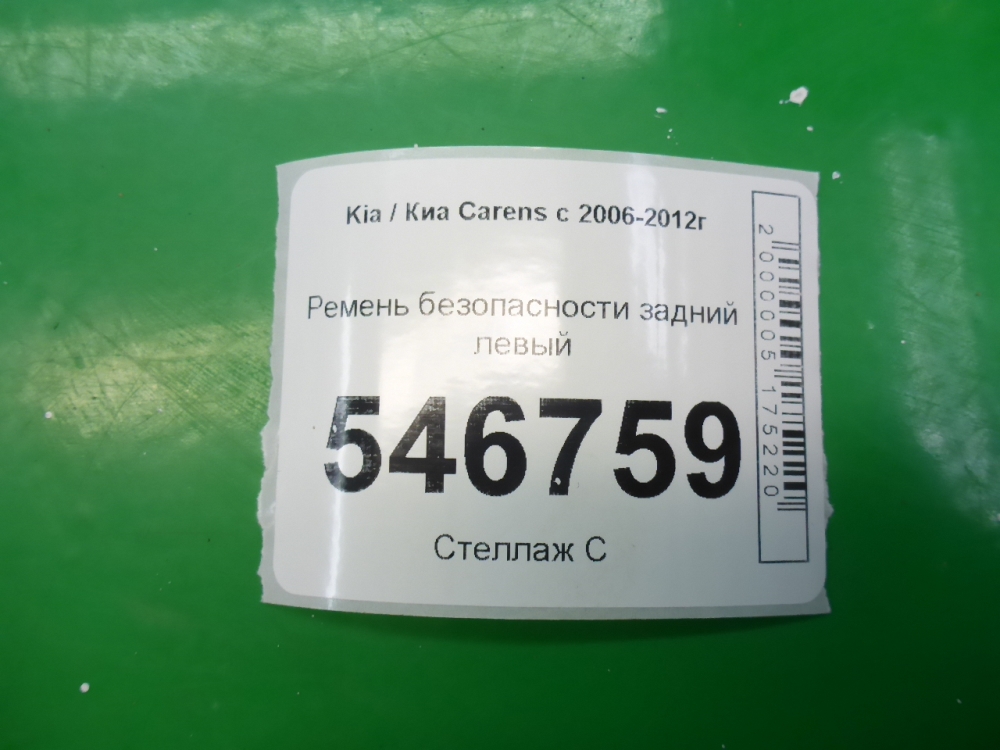 Kia / Киа Carens с 2006-2012г
Ремень безопасности задний
левый
546759
Стеллаж С
2000005175220